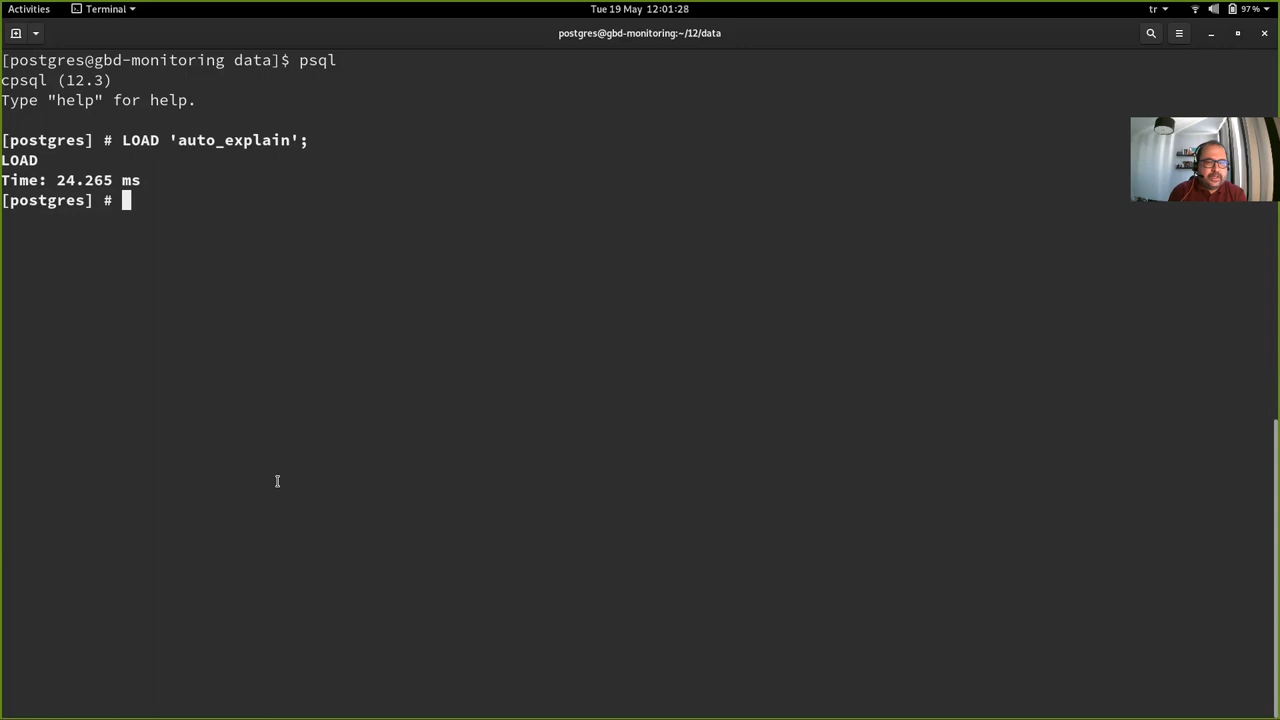 Activities
Terminal
Tue 19 May 12:01:28
tr
97%
postgres@gbd-monitoring:~/12/data
[postgres@gbd-monitoring data]$ psql
cpsql (12.3)
Type "help" for help.
[postgres] # LOAD 'auto_explain';
LOAD
Time: 24.265 ms
[postgres] #